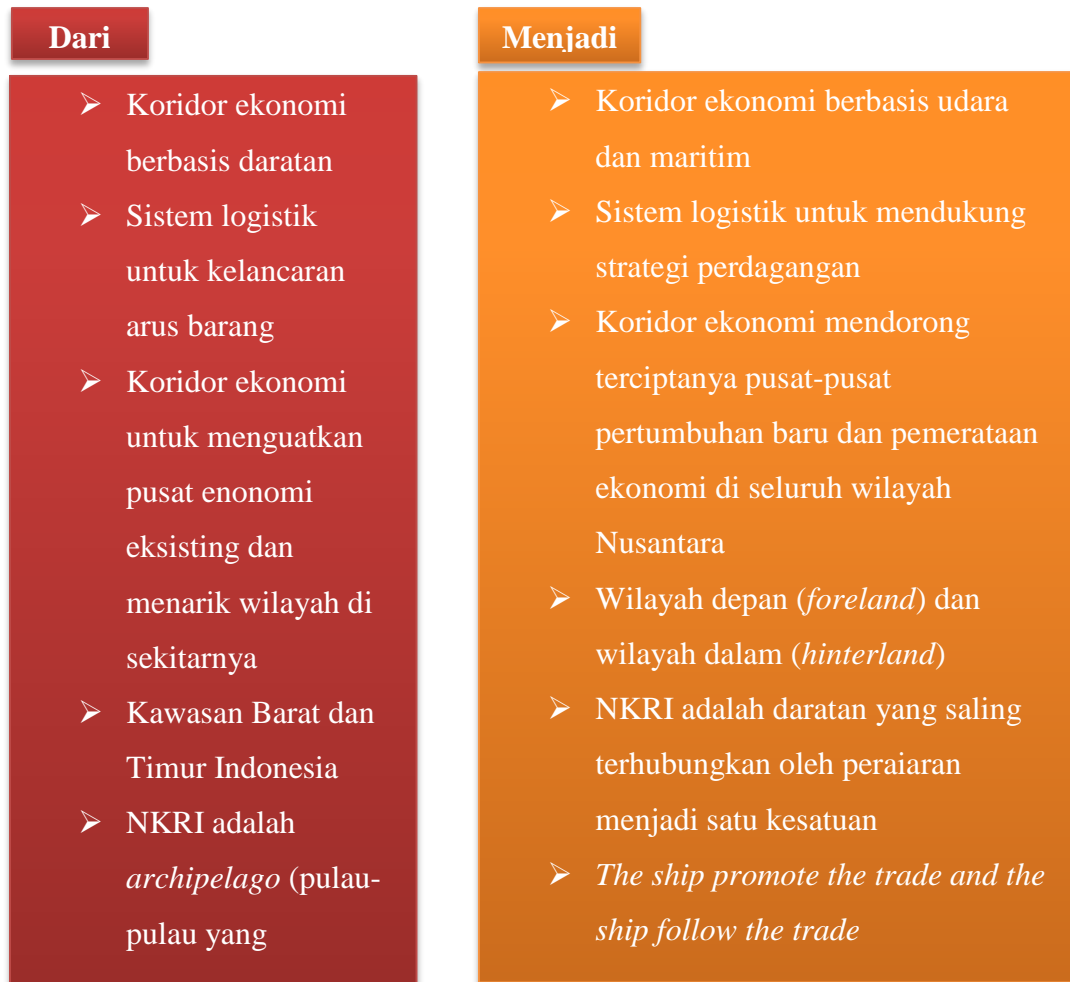 Dari
➢ Koridor ekonomi
berbasis daratan
➢ Sistem logistik
untuk kelancaran
arus barang
➢ Koridor ekonomi
untuk menguatkan
pusat enonomi
eksisting dan
menarik wilayah di
sekitarnya
➢ Kawasan Barat dan
Timur Indonesia
➢ NKRI adalah
archipelago (pulau-
pulau yang
Menjadi
➢ Koridor ekonomi berbasis udara
dan maritim
➢ Sistem logistik untuk mendukung
strategi perdagangan
➢ Koridor ekonomi mendorong
terciptanya pusat-pusat
pertumbuhan baru dan pemerataan
ekonomi di seluruh wilayah
Nusantara
➢ Wilayah depan (foreland) dan
wilayah dalam (hinterland)
➢ NKRI adalah daratan yang saling
terhubungkan oleh peraiaran
menjadi satu kesatuan
➢ The ship promote the trade and the
ship follow the trade